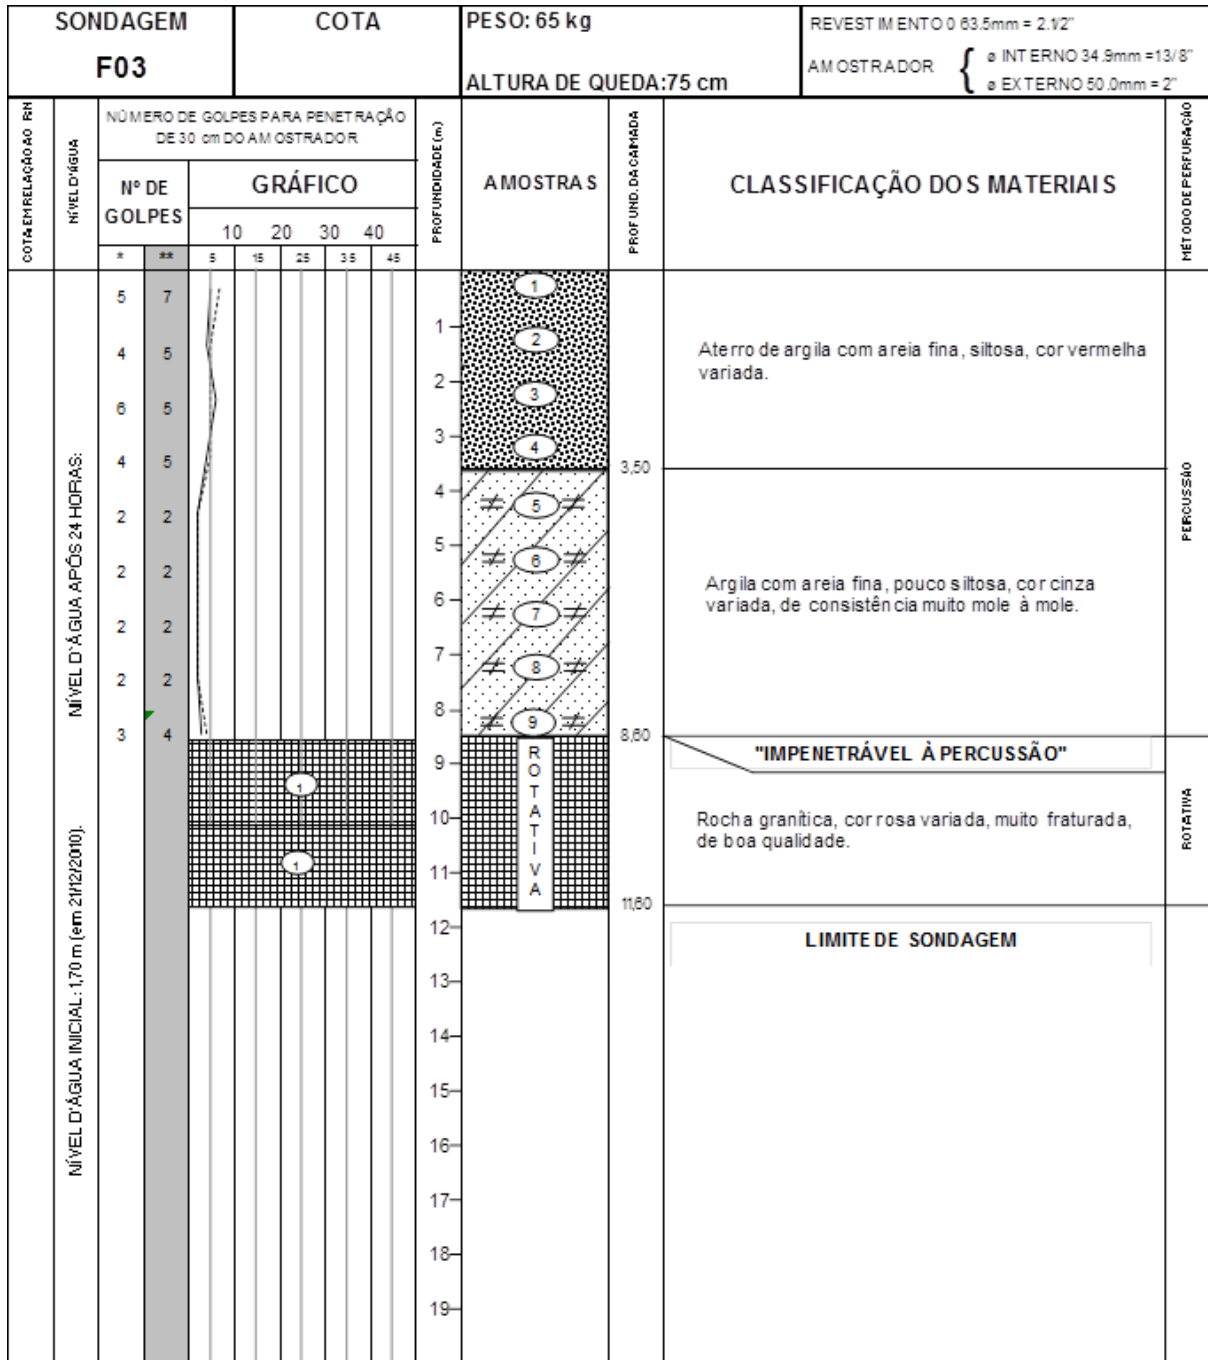 SONDAGEM
F03
COTA
PESO: 65 kg
ALTURA DE QUEDA:75 cm
REVESTIMENTO 0 63.5mm = 2.1/2"
AMOSTRADOR { ø INTERNO 34.9mm =13/8"
ø EXTERNO 50.0mm = 2"
COTA EM RELAÇÃO AO RN
NÍVEL D'ÁGUA
NÚMERO DE GOLPES PARA PENETRAÇÃO
DE 30 cm DO AMOSTRADOR
Nº DE
GOLPES
GRÁFICO
10 20 30 40
* ** 5 15 25 35 45
PROFUNDIDADE (m)
AMOSTRAS
PROFUND. DA CAMADA
CLASSIFICAÇÃO DOS MATERIAIS
MÉTODO DE PERFURAÇÃO
5 7
4 5
6 5
4 5
2 2
2 2
2 2
2 2
3 4
NÍVEL D'ÁGUA APÓS 24 HORAS:
NÍVEL D'ÁGUA INICIAL: 1,70 m (em 21/12/2010).
1
1
1
2
3
4
5
6
7
8
9
10
11
12
13
14
15
16
17
18
19
1
2
3
4
5
6
7
8
9
ROTATIVA
3,50
8,60
11,60
Aterro de argila com areia fina, siltosa, cor vermelha
variada.
Argila com areia fina, pouco siltosa, cor cinza
variada, de consistência muito mole à mole.
"IMPENETRÁVEL À PERCUSSÃO"
Rocha granítica, cor rosa variada, muito fraturada,
de boa qualidade.
LIMITE DE SONDAGEM
PERCUSSÃO
ROTATIVA